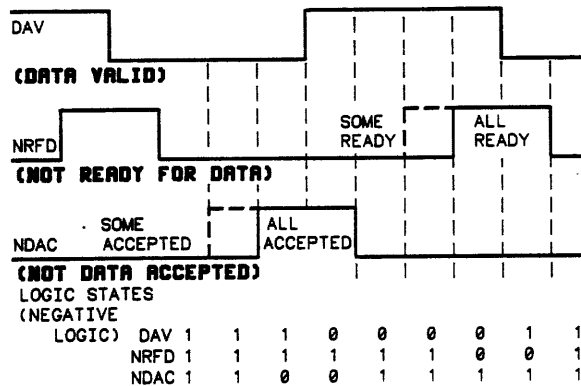 DAV
(DATA VALID)
SOME READY
ALL READY
NRFD
(NOT READY FOR DATA)
SOME ACCEPTED
ALL ACCEPTED
NDAC
(NOT DATA ACCEPTED)
LOGIC STATES
(NEGATIVE
LOGIC) DAV 1 1 1 0 0 0 0 1 1
NRFD 1 1 1 1 1 1 0 0 1
NDAC 1 1 0 0 1 1 1 1 1